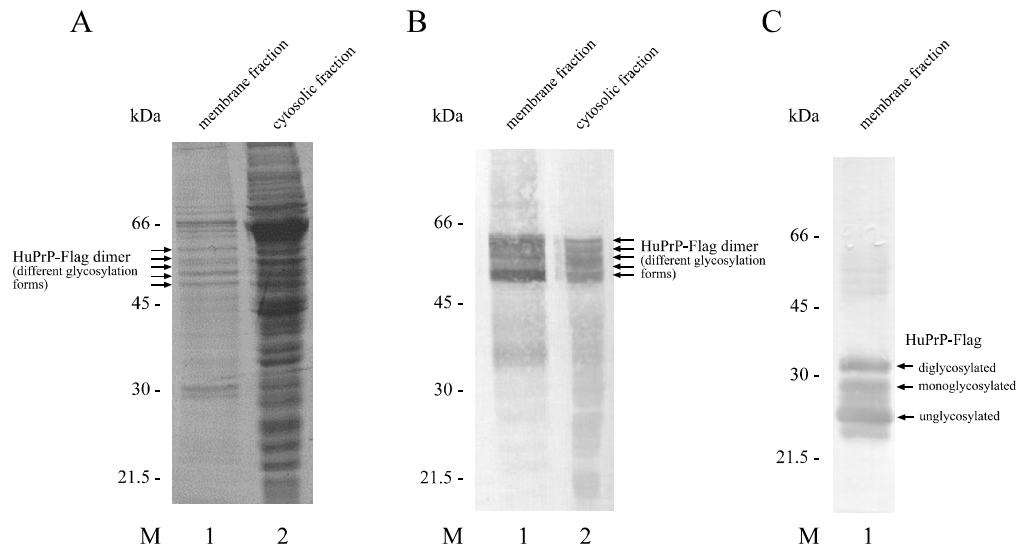 A
membrane fraction
cytosolic fraction
kDa
66 -
HuPrP-Flag dimer
(different glycosylation
forms)
45 -
30 -
21.5 -
M 1 2
B
membrane fraction
cytosolic fraction
kDa
66 -
HuPrP-Flag dimer
(different glycosylation
forms)
45 -
30 -
21.5 -
M 1 2
C
membrane fraction
kDa
66 -
45 -
HuPrP-Flag
diglycosylated
30 -
monoglycosylated
unglycosylated
21.5 -
M 1